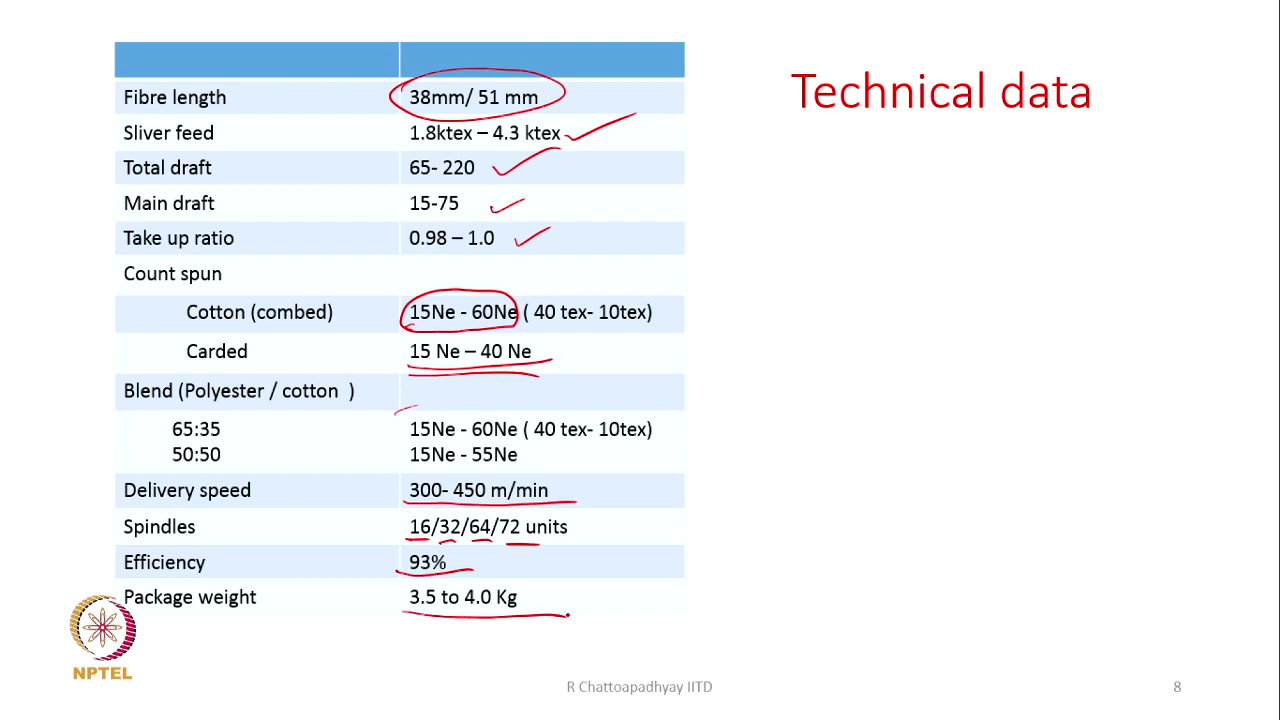 Technical data
Fibre length 38mm/ 51 mm
Sliver feed 1.8ktex – 4.3 ktex
Total draft 65- 220
Main draft 15-75
Take up ratio 0.98 – 1.0
Count spun
Cotton (combed) 15Ne - 60Ne ( 40 tex- 10tex)
Carded 15 Ne – 40 Ne
Blend (Polyester / cotton )
65:35 15Ne - 60Ne ( 40 tex- 10tex)
50:50 15Ne - 55Ne
Delivery speed 300- 450 m/min
Spindles 16/32/64/72 units
Efficiency 93%
Package weight 3.5 to 4.0 Kg
NPTEL
R Chattoapadhyay IITD 8